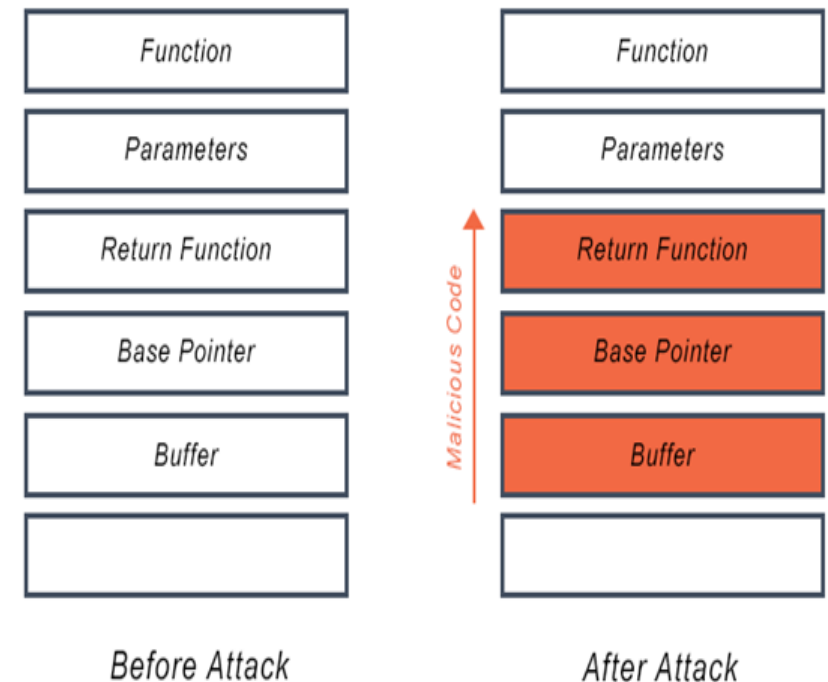 Function
Parameters
Return Function
Base Pointer
Buffer
Before Attack
Function
Parameters
Return Function
Base Pointer
Buffer
Malicious Code
After Attack